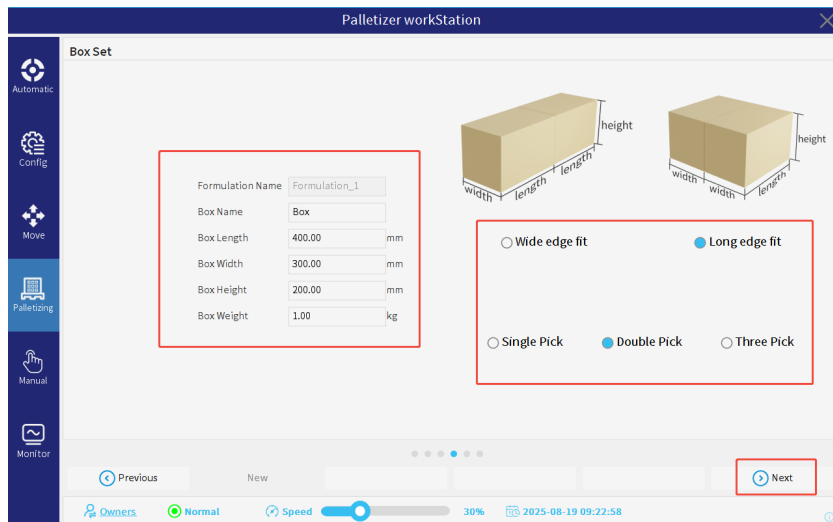 Palletizer workStation
Box Set
Automatic
Config
Move
Palletizing
Manual
Monitor
Formulation Name Formulation_1
Box Name Box
Box Length 400.00 mm
Box Width 300.00 mm
Box Height 200.00 mm
Box Weight 1.00 kg
height
length
length
width
height
width
width
length
Wide edge fit Long edge fit
Single Pick Double Pick Three Pick
Previous New Next
Owners Normal Speed 30% 2025-08-19 09:22:58